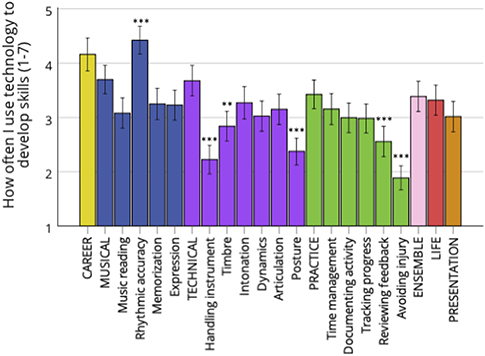 How often I use technology to
develop skills (1-7)
5
4
3
2
1
***
***
**
***
***
***
CAREER
MUSICAL
Music reading
Rhythmic accuracy
Memorization
Expression
TECHNICAL
Handling instrument
Timbre
Intonation
Dynamics
Articulation
Posture
PRACTICE
Time management
Documenting activity
Tracking progress
Reviewing feedback
Avoiding injury
ENSEMBLE
LIFE
PRESENTATION